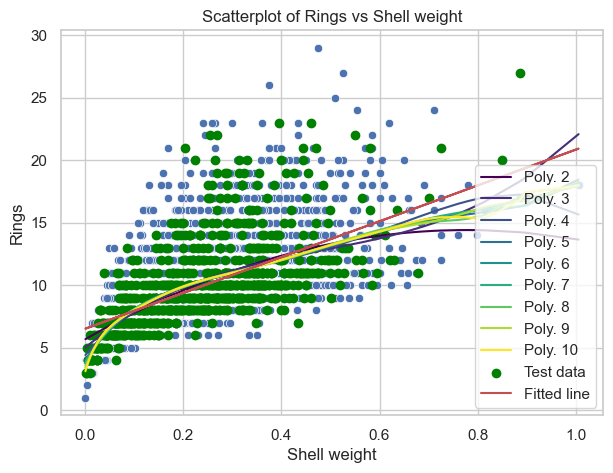 Scatterplot of Rings vs Shell weight
30
25
20
15
10
5
0
Rings
0.0 0.2 0.4 0.6 0.8 1.0
Shell weight
Poly. 2
Poly. 3
Poly. 4
Poly. 5
Poly. 6
Poly. 7
Poly. 8
Poly. 9
Poly. 10
Test data
Fitted line